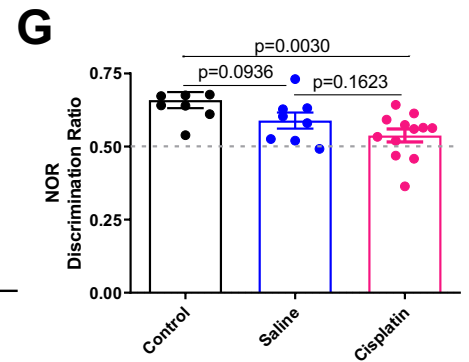 G
p=0.0030
p=0.0936
p=0.1623
NOR
Discrimination Ratio
0.75
0.50
0.25
0.00
Control
Saline
Cisplatin